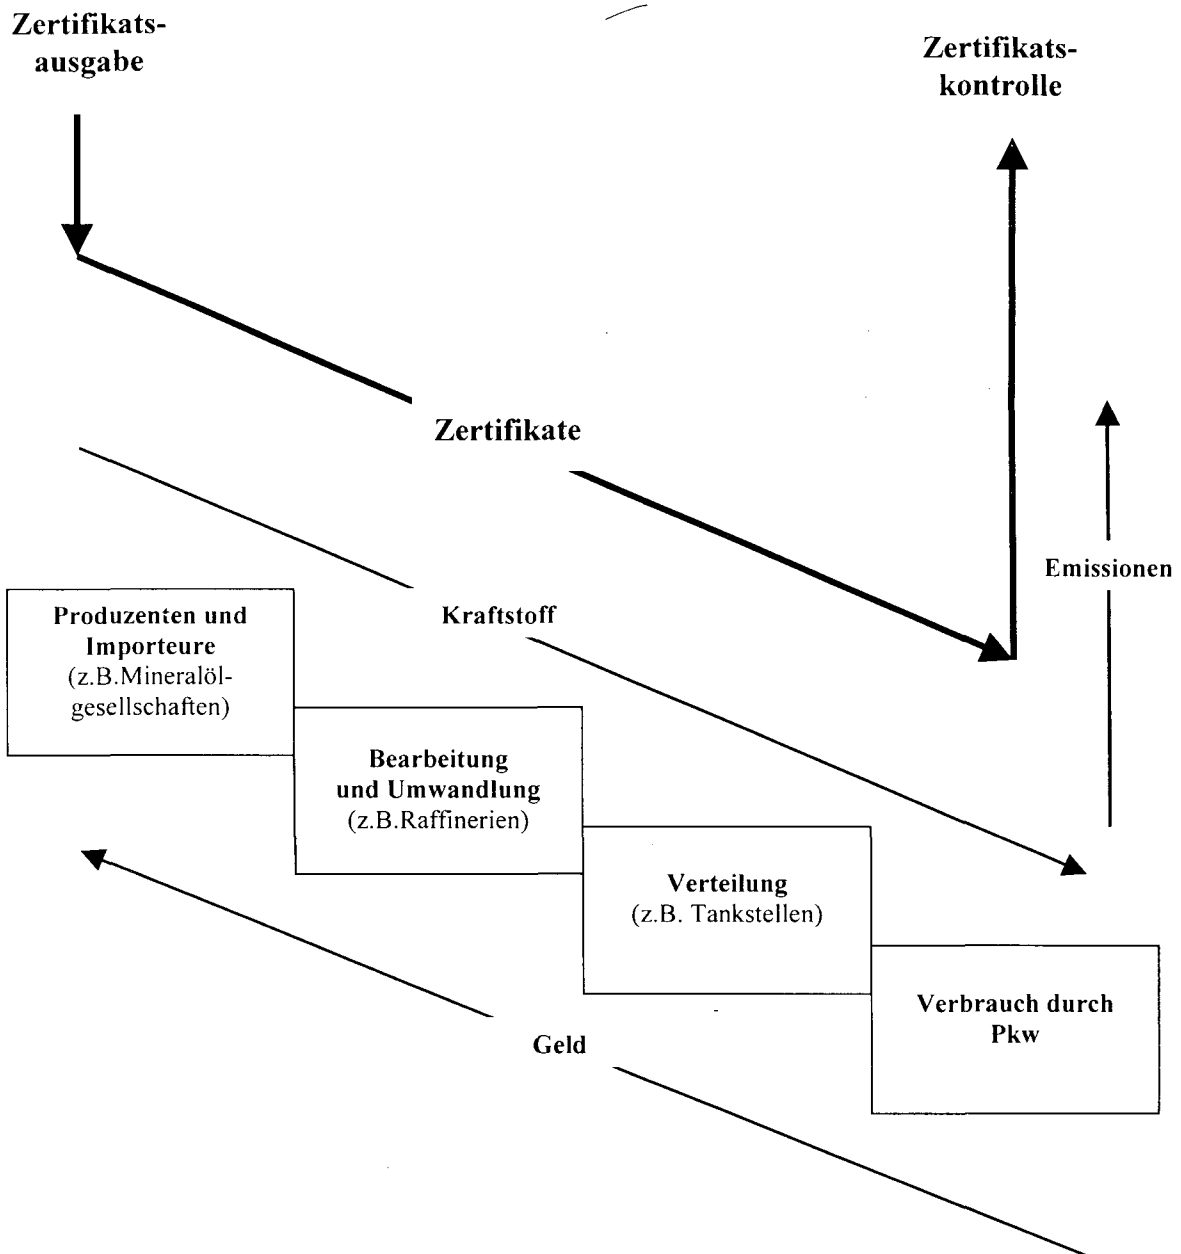 Zertifikats-
ausgabe
Zertifikats-
kontrolle
Zertifikate
Emissionen
Kraftstoff
Produzenten und
Importeure
(z.B.Mineralöl-
gesellschaften)
Bearbeitung
und Umwandlung
(z.B.Raffinerien)
Verteilung
(z.B. Tankstellen)
Verbrauch durch
Pkw
Geld